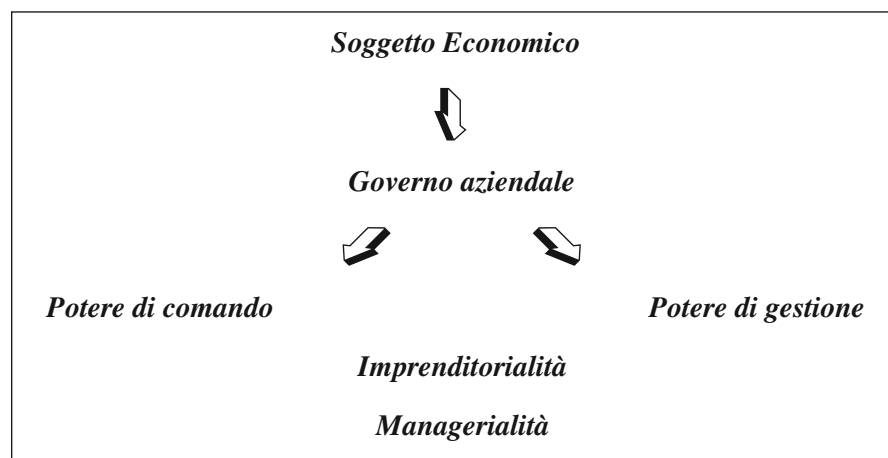 Soggetto Economico
Governo aziendale
Potere di comando Potere di gestione
Imprenditorialità
Managerialità